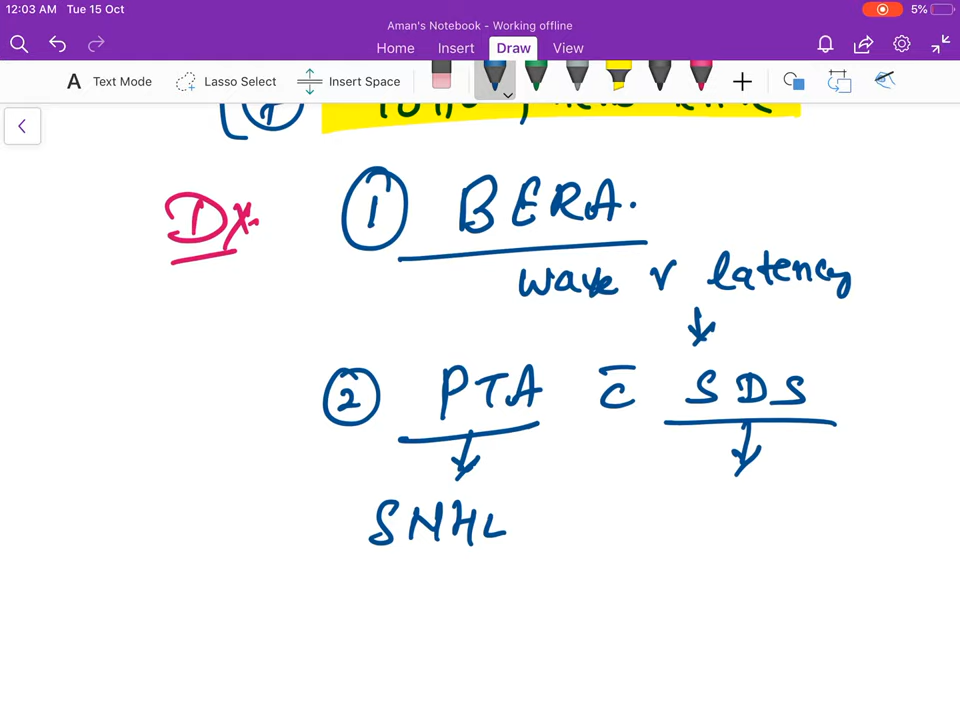 12:03 AM Tue 15 Oct 5%
Aman's Notebook - Working offline
Home Insert Draw View
Text Mode Lasso Select Insert Space
Dx. 1 BERA.
wave V latency
↓
2 PTA c̄ SDS
↓ ↓
SNHL